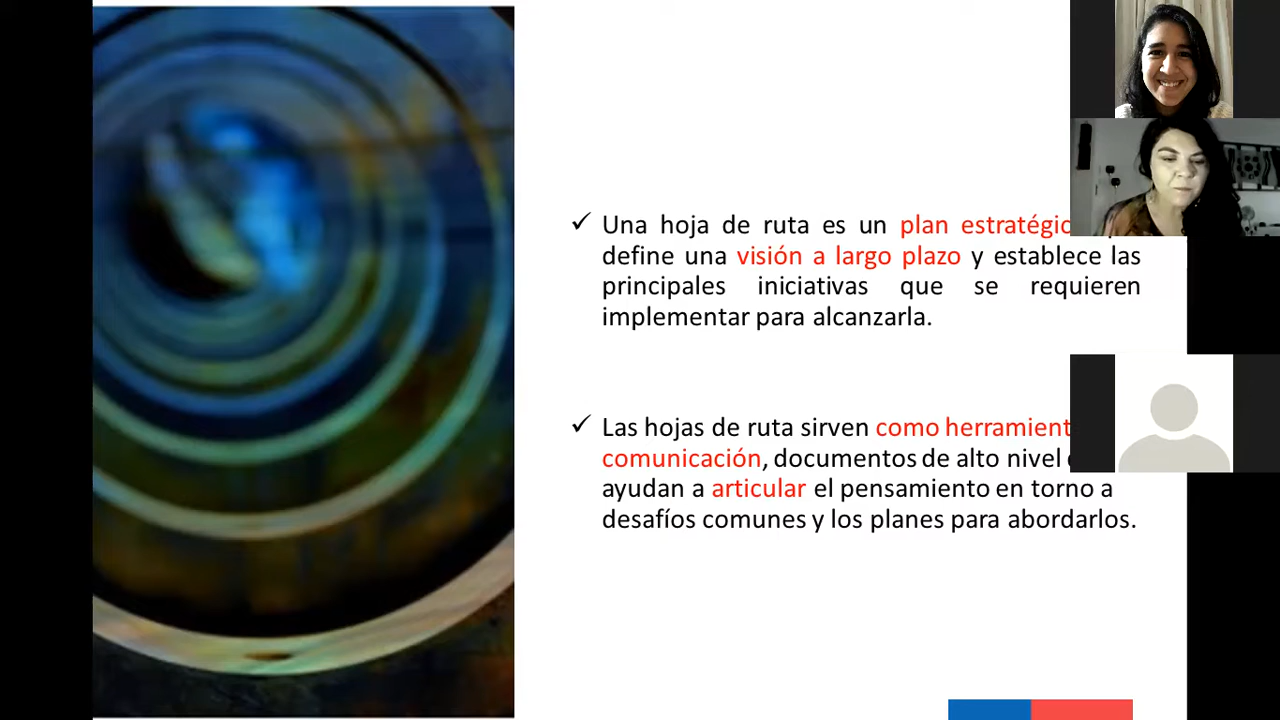 Una hoja de ruta es un plan
define una visión a largo plazo y establece las
principales iniciativas que se requieren
implementar para alcanzarla.
Las hojas de ruta sirven como
comunicación, documentos de alto nivel
ayudan a articular el pensamiento en torno a
desafíos comunes y los planes para abordarlos.